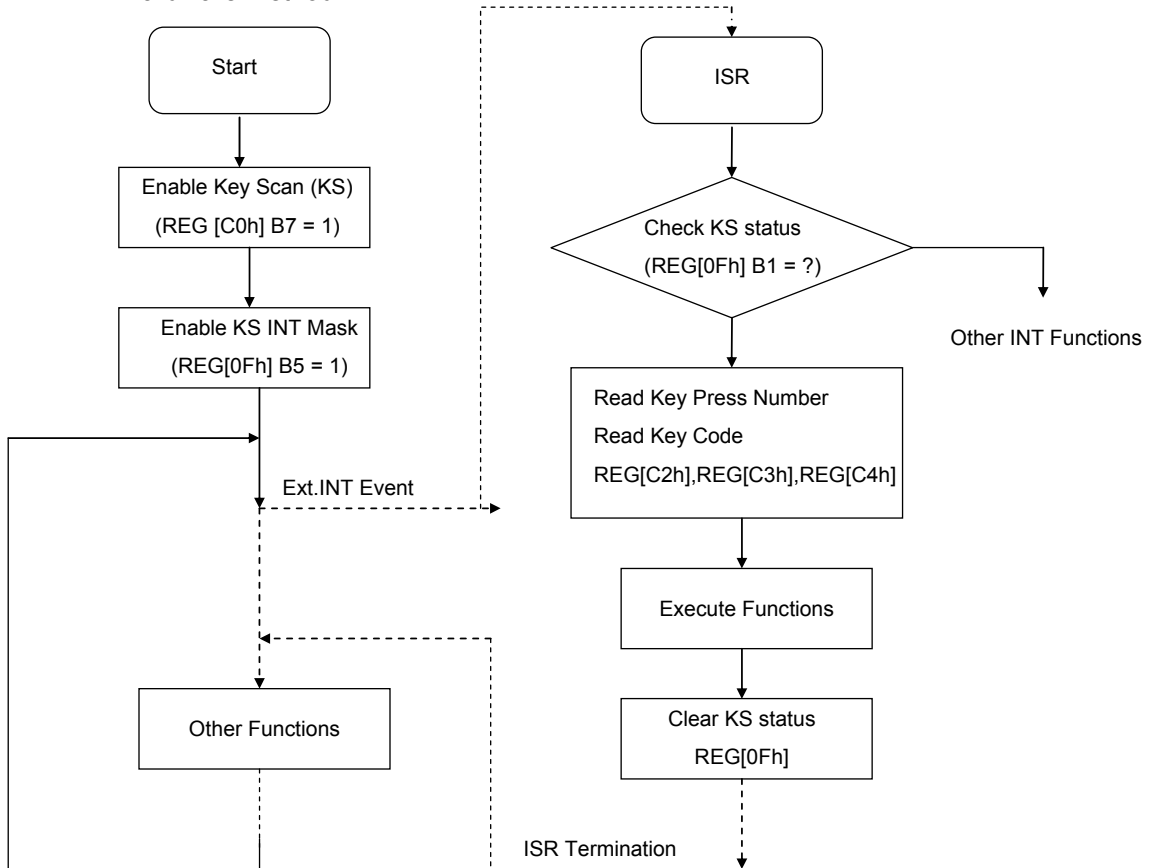 Start
Enable Key Scan (KS)
(REG [C0h] B7 = 1)
Enable KS INT Mask
(REG[0Fh] B5 = 1)
Ext.INT Event
Other Functions
ISR
Check KS status
(REG[0Fh] B1 = ?)
Other INT Functions
Read Key Press Number
Read Key Code
REG[C2h],REG[C3h],REG[C4h]
Execute Functions
Clear KS status
REG[0Fh]
ISR Termination